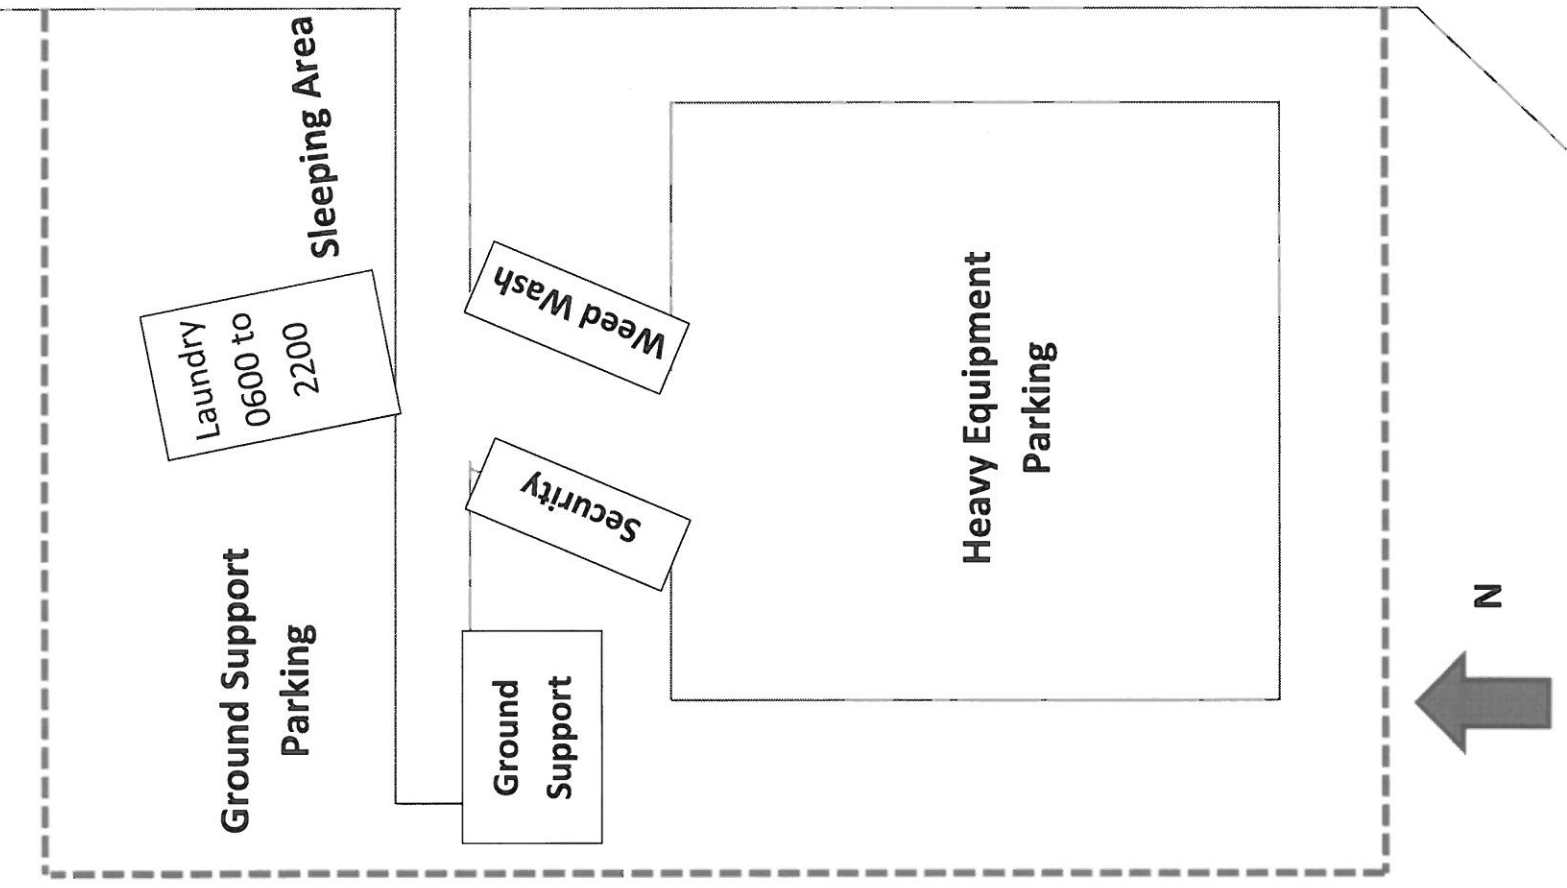 Sleeping Area
Laundry
0600 to
2200
Ground Support
Parking
Weed Wash
Security
Ground
Support
Heavy Equipment
Parking
N